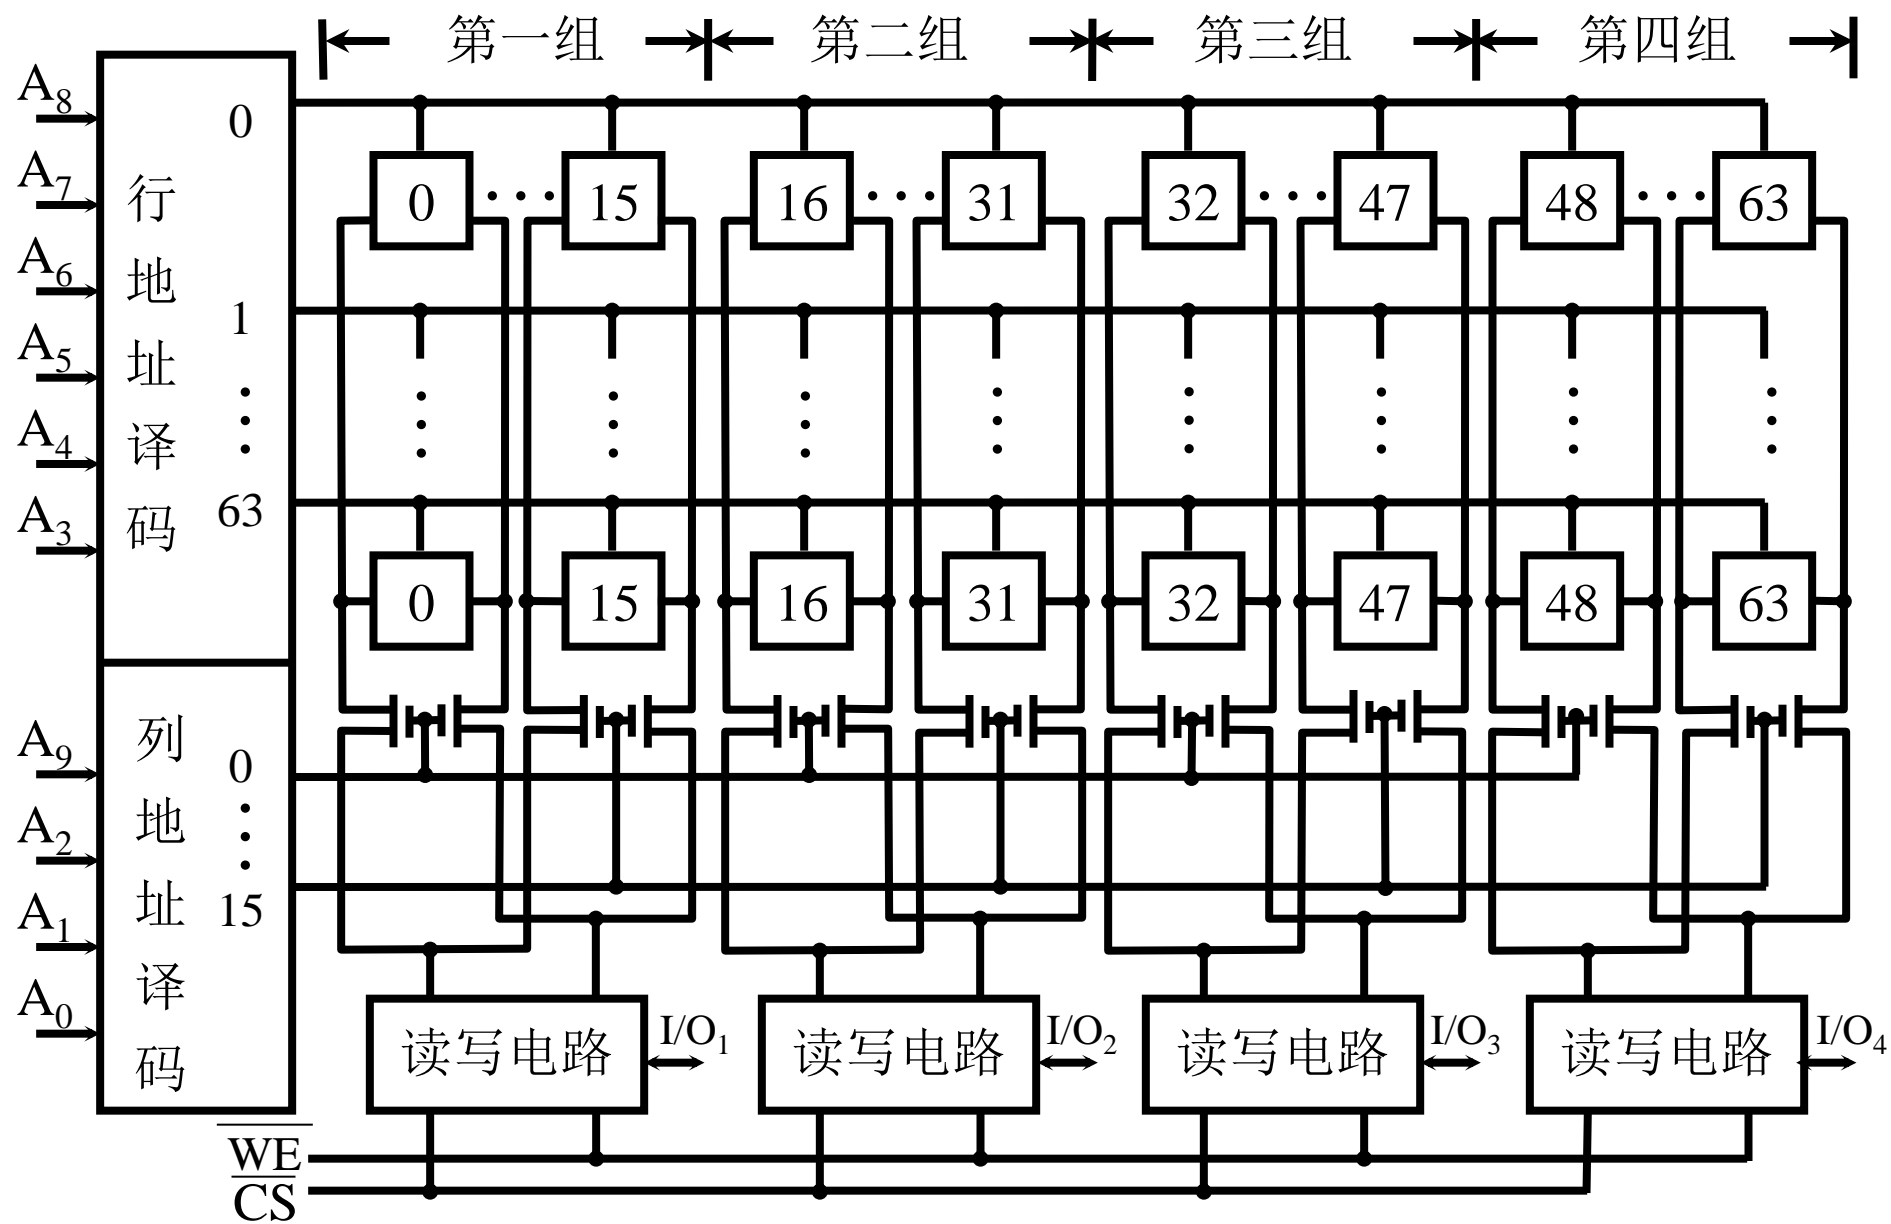 第一组 第二组 第三组 第四组
A8
A7
A6
A5
A4
A3
行地址译码
0
1
⋮
63
0 ··· 15 16 ··· 31 32 ··· 47 48 ··· 63
0 15 16 31 32 47 48 63
A9
A2
A1
A0
列地址译码
0
⋮
15
读写电路 I/O1 读写电路 I/O2 读写电路 I/O3 读写电路 I/O4
W̅E̅
C̅S̅